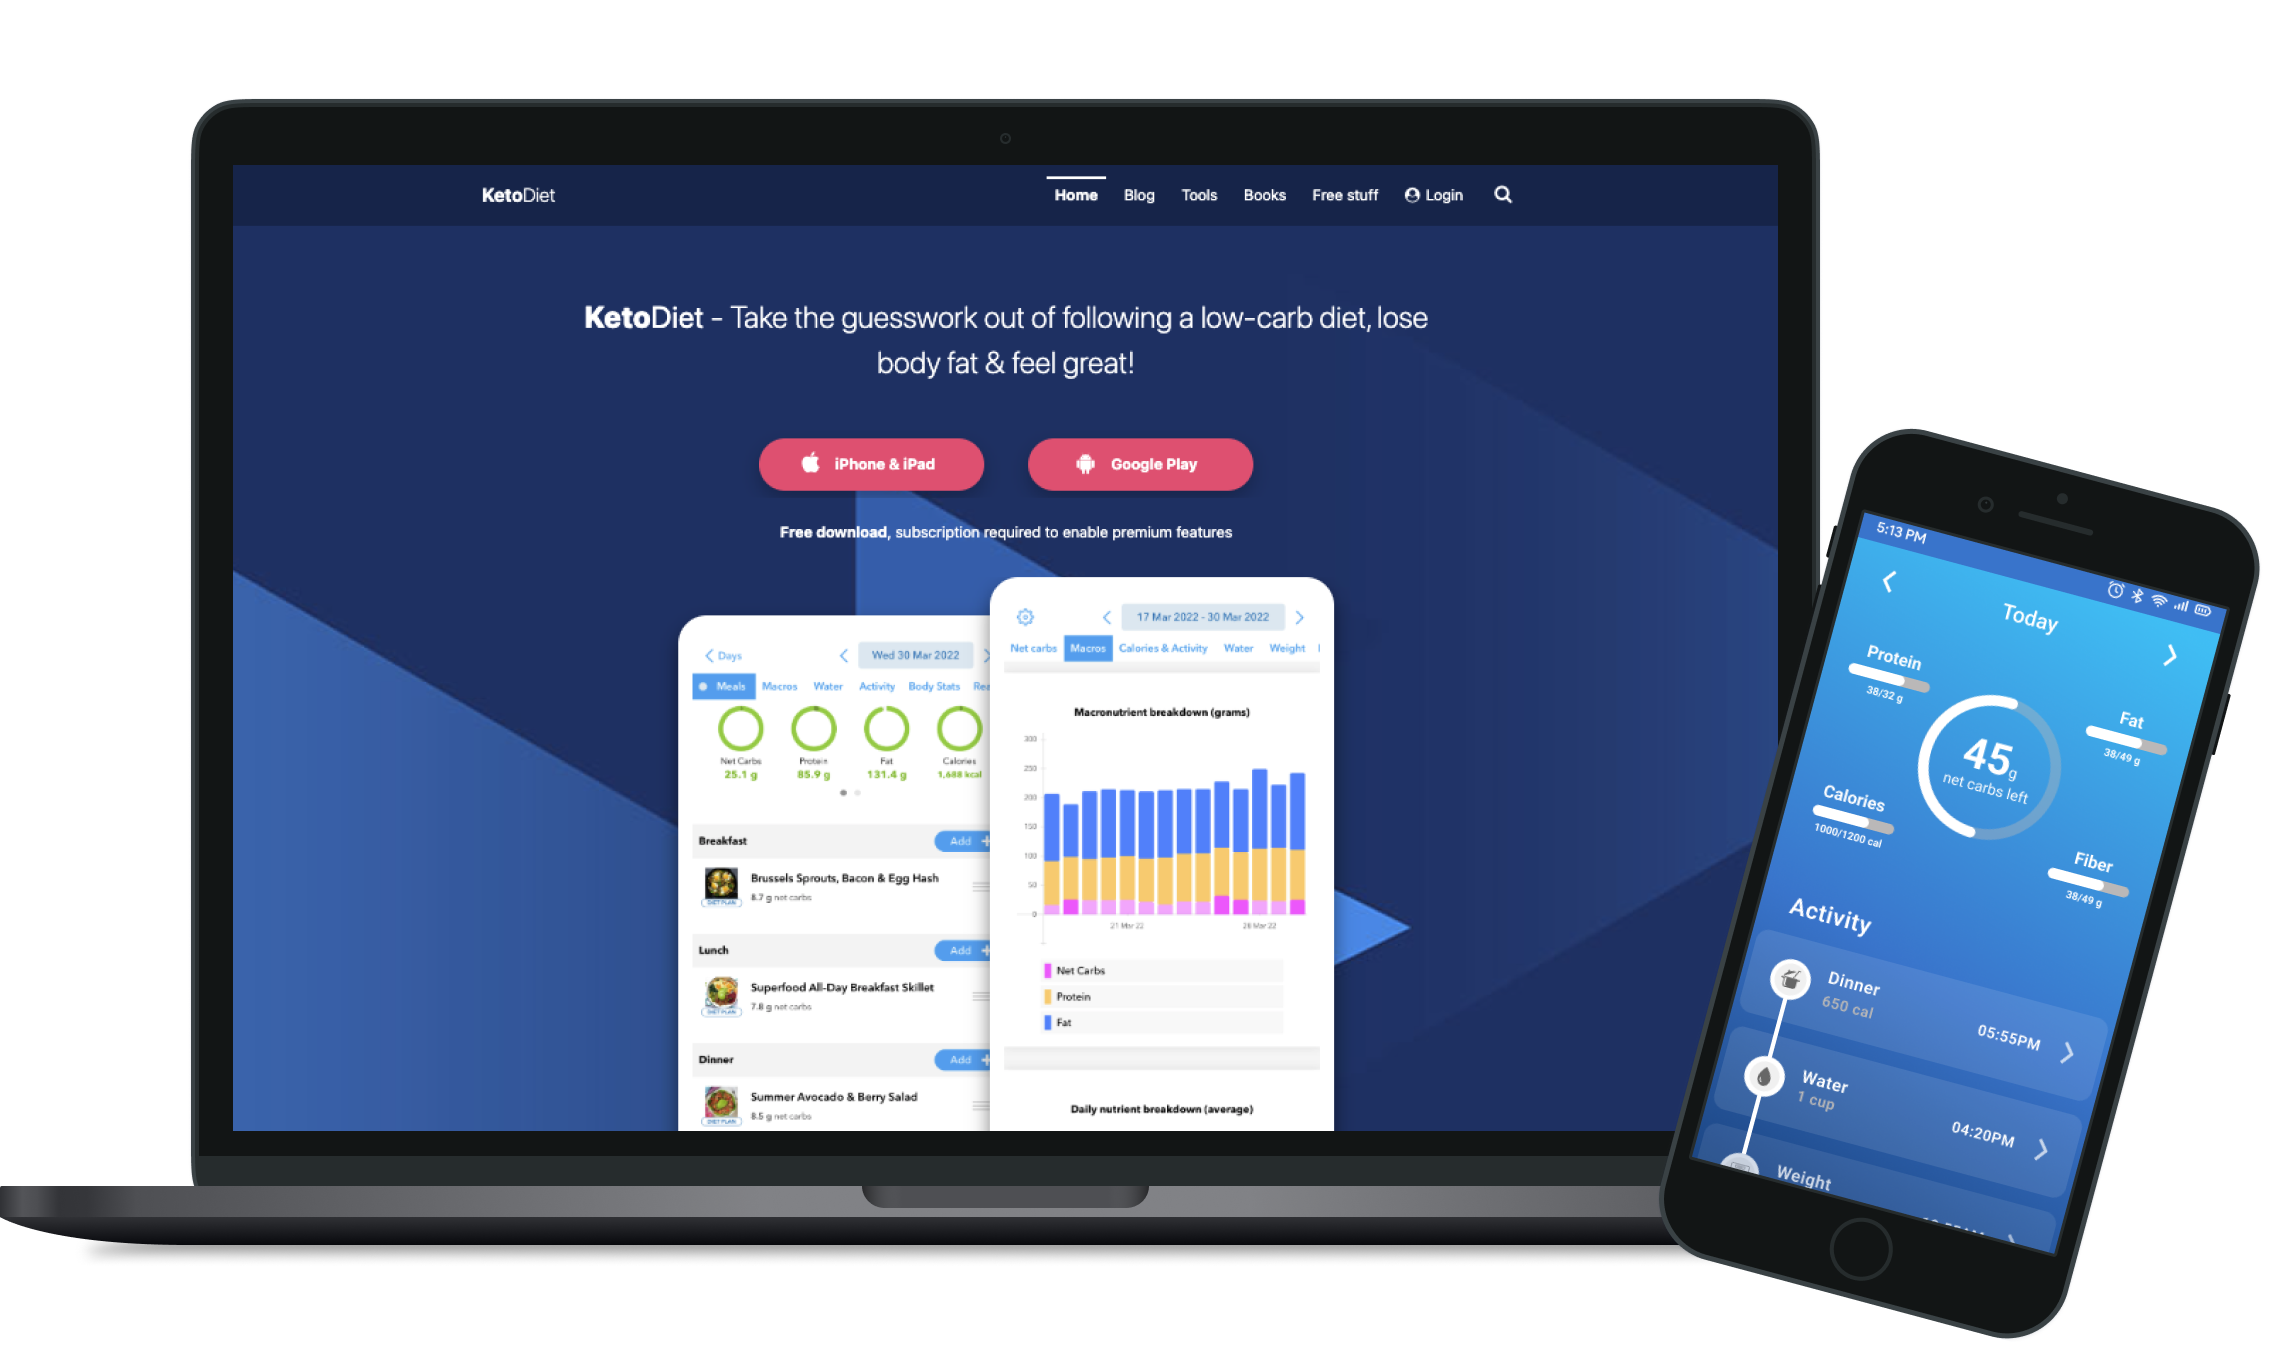 KetoDiet
Home Blog Tools Books Free stuff Login
KetoDiet - Take the guesswork out of following a low-carb diet, lose
body fat & feel great!
iPhone & iPad
Google Play
Free download, subscription required to enable premium features
Days
Wed 30 Mar 2022
Meals Macros Water Activity Body Stats Rea
Net Carbs Protein Fat Calories
25.1 g 85.9 g 131.4 g 1,688 kcal
Breakfast
Add +
Brussels Sprouts, Bacon & Egg Hash
8.7 g net carbs
DIET PLAN
Lunch
Add +
Superfood All-Day Breakfast Skillet
7.8 g net carbs
DIET PLAN
Dinner
Add +
Summer Avocado & Berry Salad
8.5 g net carbs
DIET PLAN
17 Mar 2022 - 30 Mar 2022
Net carbs Macros Calories & Activity Water Weight
Macronutrient breakdown (grams)
300
250
200
150
100
50
0
21 Mar 22 28 Mar 22
Net Carbs
Protein
Fat
Daily nutrient breakdown (average)
5:13 PM
Today
Protein
38/32 g
Fat
38/49 g
45g
net carbs left
Calories
1000/1200 cal
Fiber
38/49 g
Activity
Dinner
650 cal
05:55PM
Water
1 cup
04:20PM
Weight